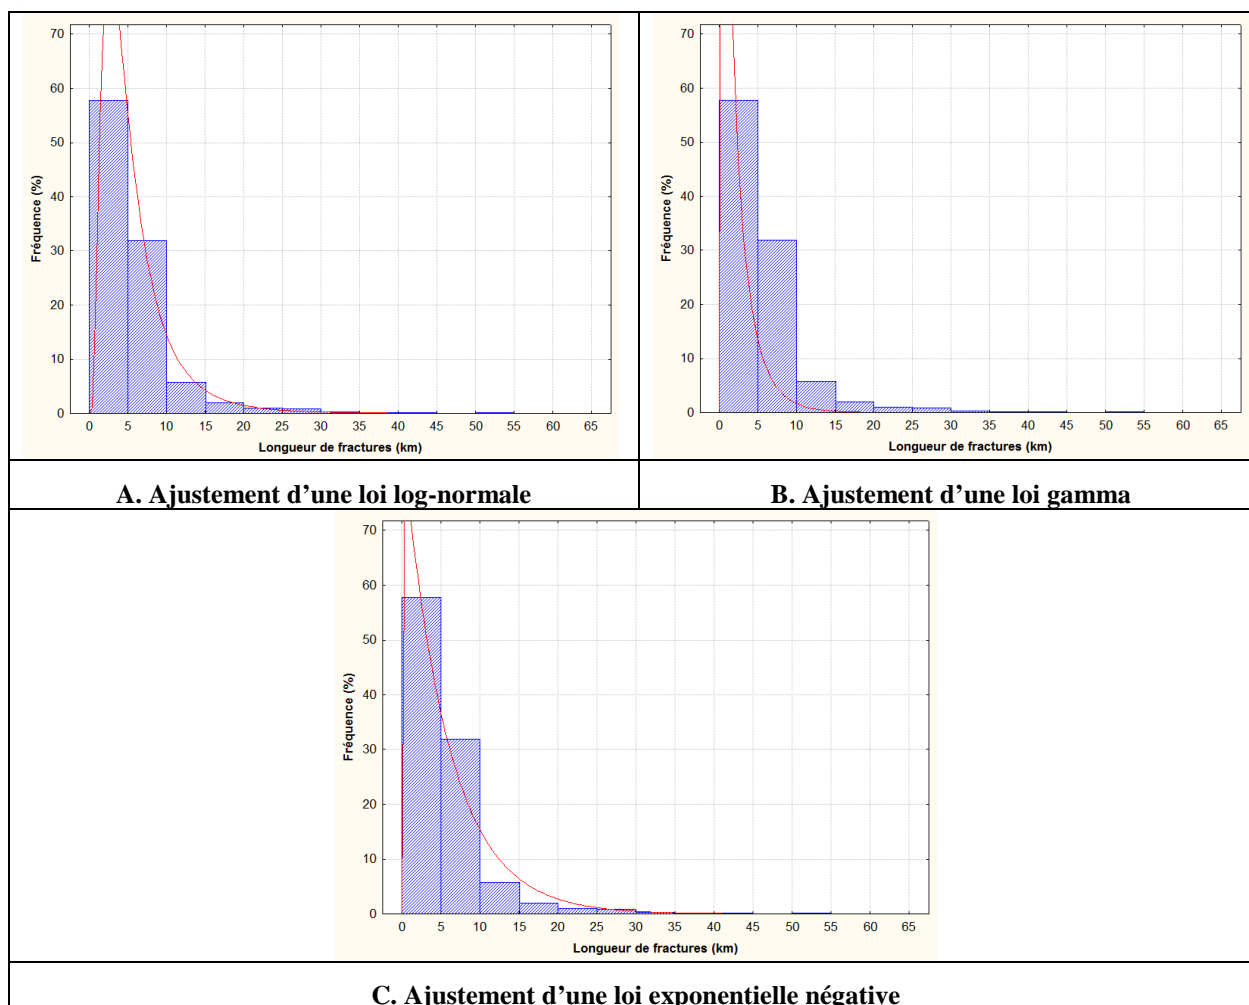 70
60
50
40
30
20
10
0
Fréquence (%)
0 5 10 15 20 25 30 35 40 45 50 55 60 65
Longueur de fractures (km)
A. Ajustement d’une loi log-normale
70
60
50
40
30
20
10
0
Fréquence (%)
0 5 10 15 20 25 30 35 40 45 50 55 60 65
Longueur de fractures (km)
B. Ajustement d’une loi gamma
70
60
50
40
30
20
10
0
Fréquence (%)
0 5 10 15 20 25 30 35 40 45 50 55 60 65
Longueur de fractures (km)
C. Ajustement d’une loi exponentielle négative